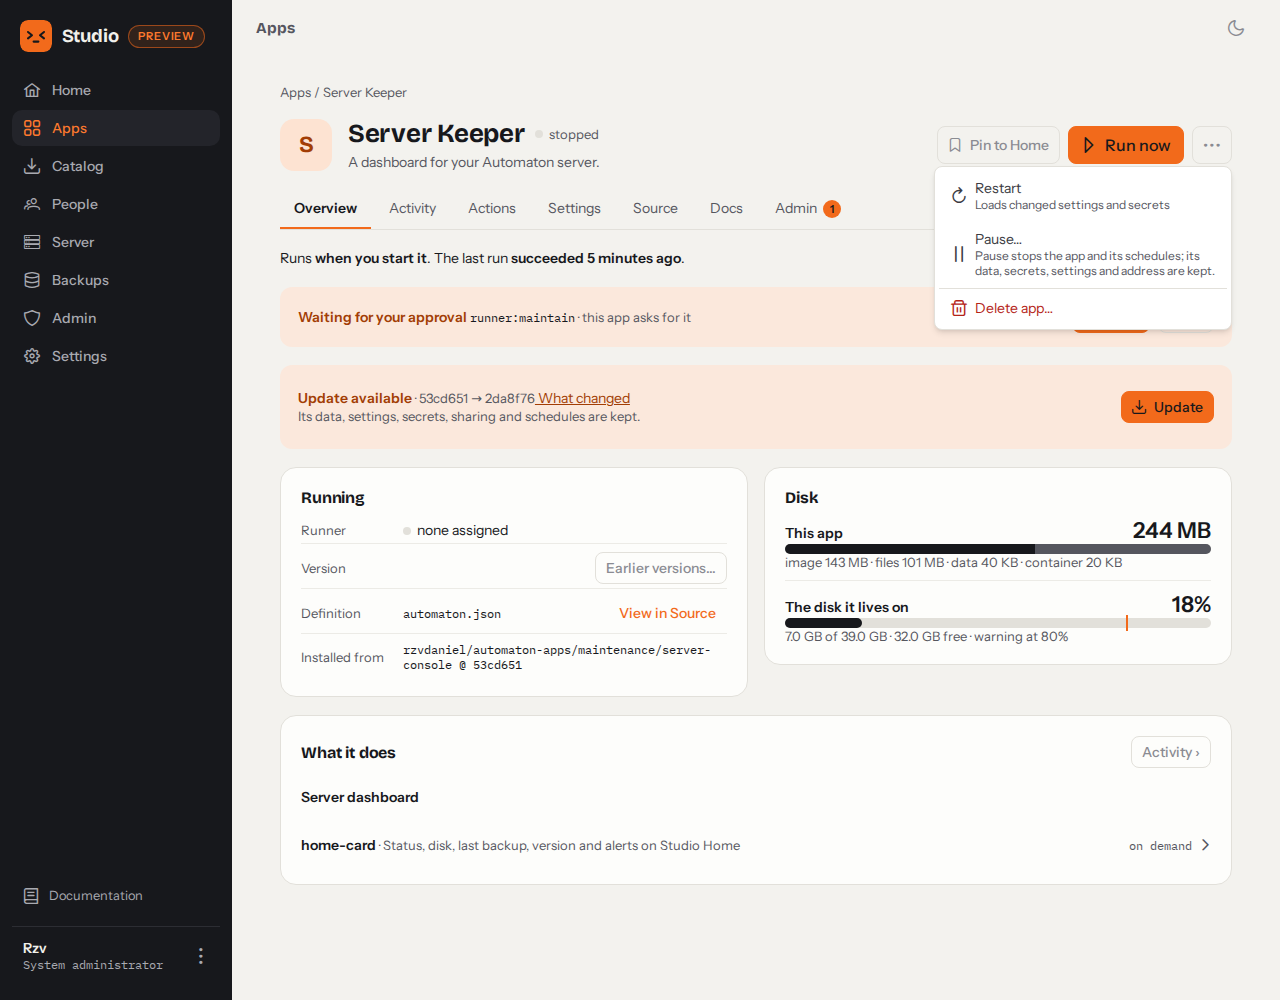 Studio PREVIEW
Home
Apps
Catalog
People
Server
Backups
Admin
Settings
Documentation
Rzv
System administrator
Apps
Apps / Server Keeper
S
Server Keeper stopped
A dashboard for your Automaton server.
Pin to Home
Run now
Restart
Loads changed settings and secrets
Pause...
Pause stops the app and its schedules; its
data, secrets, settings and address are kept.
Delete app...
Overview Activity Actions Settings Source Docs Admin 1
Runs when you start it. The last run succeeded 5 minutes ago.
Waiting for your approval runner:maintain · this app asks for it
Update available · 53cd651 → 2da8f76 What changed
Its data, settings, secrets, sharing and schedules are kept.
Update
Running
Runner none assigned
Version Earlier versions...
Definition automaton.json View in Source
Installed from rzvdaniel/automaton-apps/maintenance/server-
console @ 53cd651
Disk
This app 244 MB
image 143 MB · files 101 MB · data 40 KB · container 20 KB
The disk it lives on 18%
7.0 GB of 39.0 GB · 32.0 GB free · warning at 80%
What it does
Activity ›
Server dashboard
home-card · Status, disk, last backup, version and alerts on Studio Home
on demand